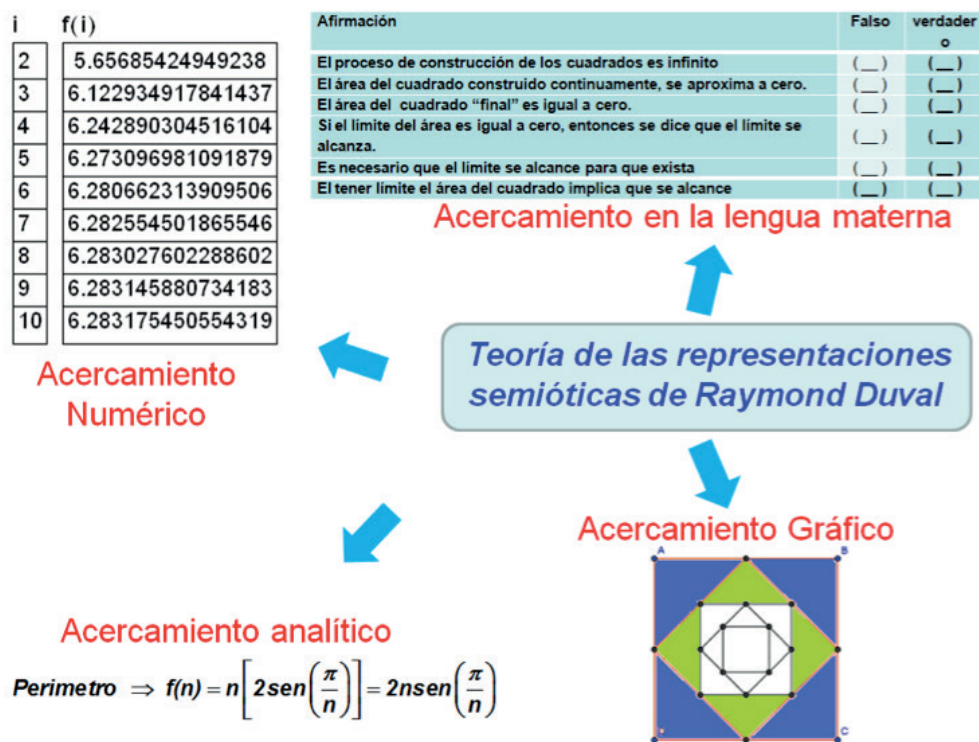 i f(i)
2 5.65685424949238
3 6.122934917841437
4 6.242890304516104
5 6.273096981091879
6 6.280662313909506
7 6.282554501865546
8 6.283027602288602
9 6.283145880734183
10 6.283175450554319
Acercamiento
Numérico
Afirmación Falso verdader
o
El proceso de construcción de los cuadrados es infinito (__) (__)
El área del cuadrado construido continuamente, se aproxima a cero. (__) (__)
El área del cuadrado “final” es igual a cero. (__) (__)
Si el límite del área es igual a cero, entonces se dice que el límite se
alcanza. (__) (__)
Es necesario que el límite se alcance para que exista (__) (__)
El tener límite el área del cuadrado implica que se alcance (__) (__)
Acercamiento en la lengua materna
Teoría de las representaciones
semióticas de Raymond Duval
Acercamiento Gráfico
A B
C
Acercamiento analítico
Perimetro ⇒ f(n) = n[2sen(π/n)] = 2nsen(π/n)